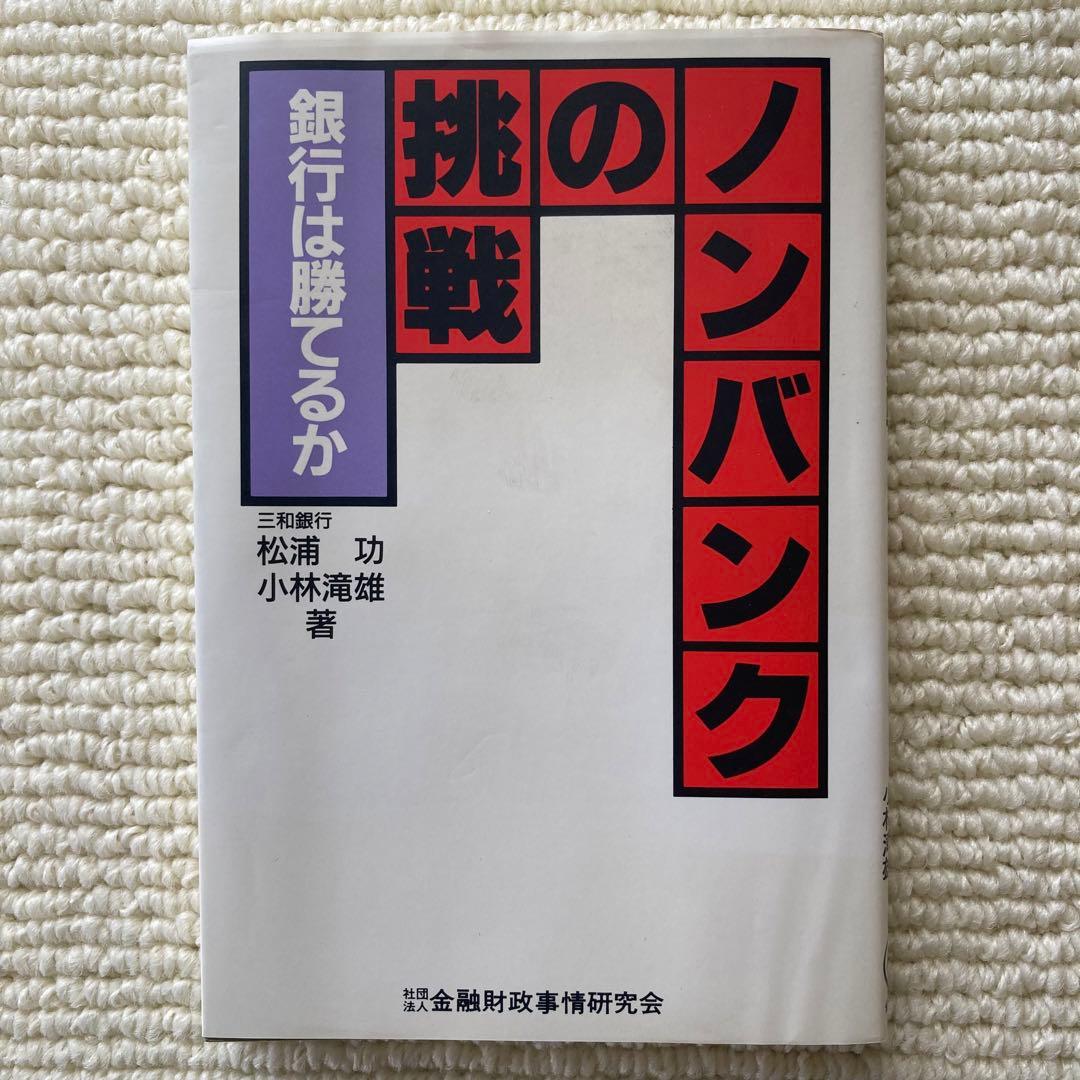 ノンバンク
の
挑戦
銀行は勝てるか
三和銀行
松浦　功
小林滝雄
著
社団法人 金融財政事情研究会